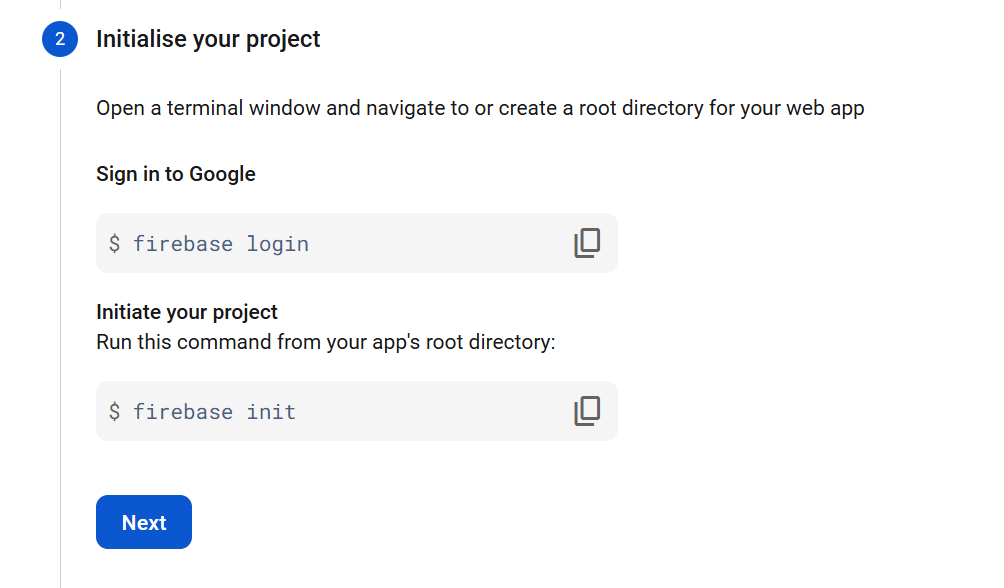 2
Initialise your project
Open a terminal window and navigate to or create a root directory for your web app
Sign in to Google
$ firebase login
Initiate your project
Run this command from your app's root directory:
$ firebase init
Next